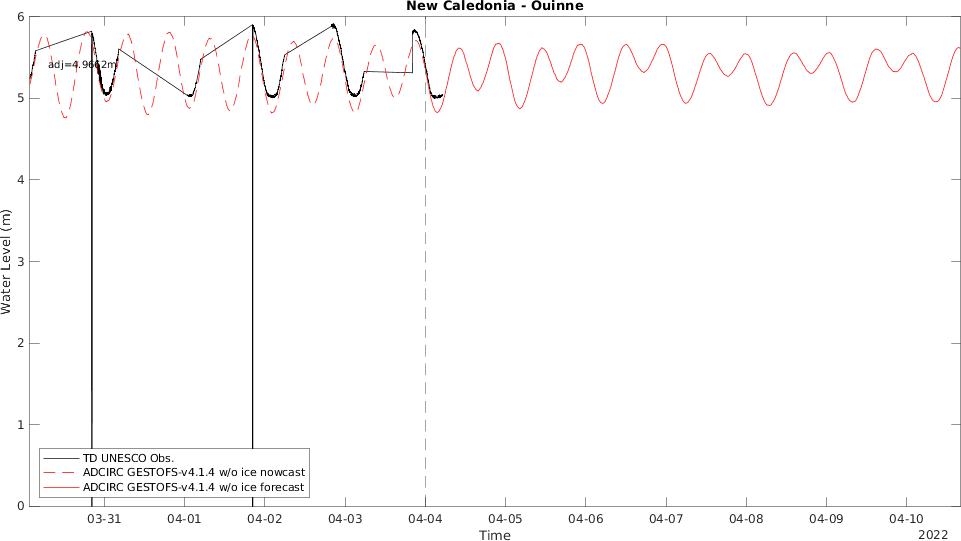 New Caledonia - Ouinne
6
5
4
3
2
1
0
Water Level (m)
adj=4.9662m
TD UNESCO Obs.
ADCIRC GESTOFS-v4.1.4 w/o ice nowcast
ADCIRC GESTOFS-v4.1.4 w/o ice forecast
03-31 04-01 04-02 04-03 04-04 04-05 04-06 04-07 04-08 04-09 04-10
Time
2022